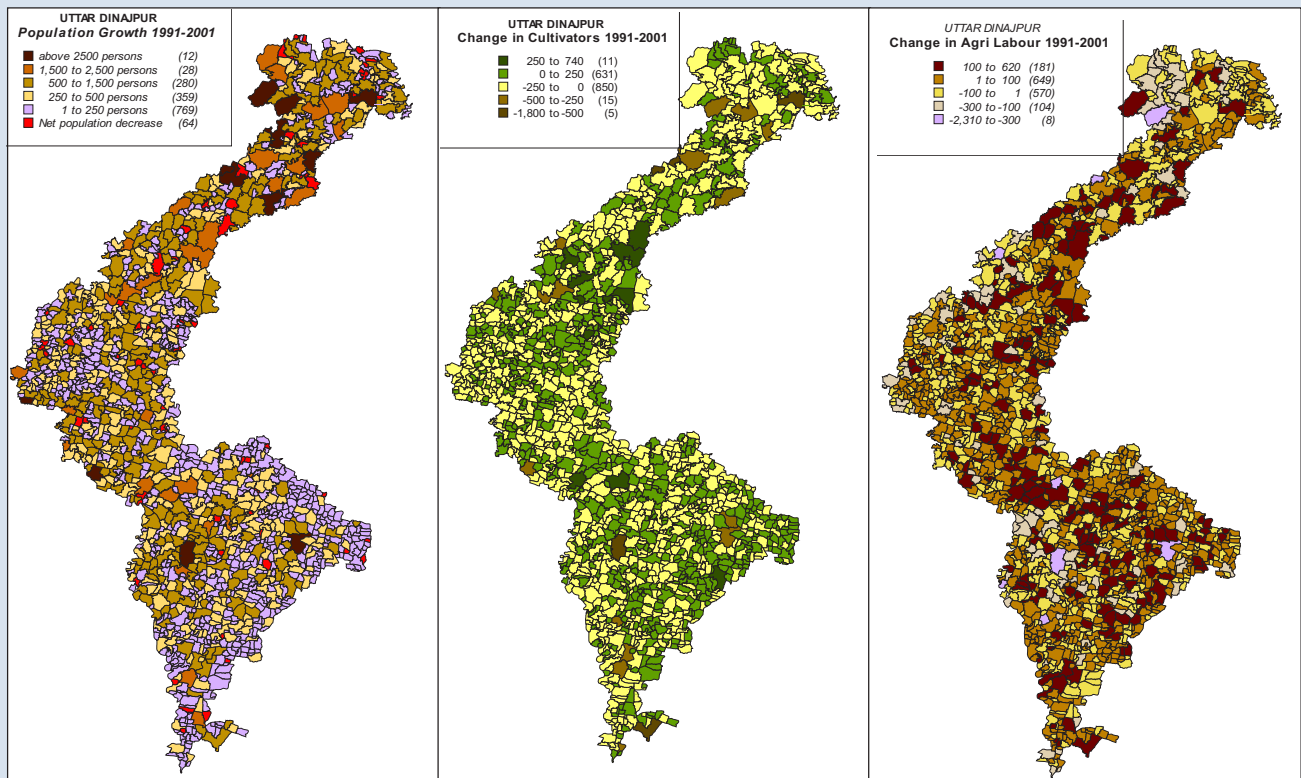 UTTAR DINAJPUR
Population Growth 1991-2001
above 2500 persons (12)
1,500 to 2,500 persons (28)
500 to 1,500 persons (280)
250 to 500 persons (359)
1 to 250 persons (769)
Net population decrease (64)
UTTAR DINAJPUR
Change in Cultivators 1991-2001
250 to 740 (11)
0 to 250 (631)
-250 to 0 (850)
-500 to -250 (15)
-1,800 to -500 (5)
UTTAR DINAJPUR
Change in Agri Labour 1991-2001
100 to 620 (181)
1 to 100 (649)
-100 to 1 (570)
-300 to -100 (104)
-2,310 to -300 (8)